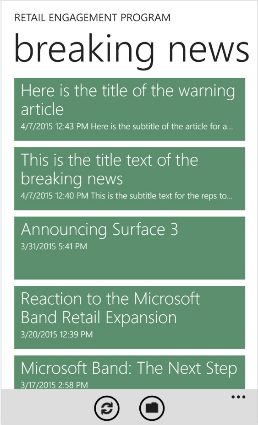 RETAIL ENGAGEMENT PROGRAM
breaking news
Here is the title of the warning
article
4/7/2015 12:43 PM Here is the subtitle of the article for a...
This is the title text of the
breaking news
4/7/2015 12:40 PM This is the subtitle text for the reps to...
Announcing Surface 3
3/31/2015 5:41 PM
Reaction to the Microsoft
Band Retail Expansion
3/20/2015 12:39 PM
Microsoft Band: The Next Step
3/17/2015 2:58 PM